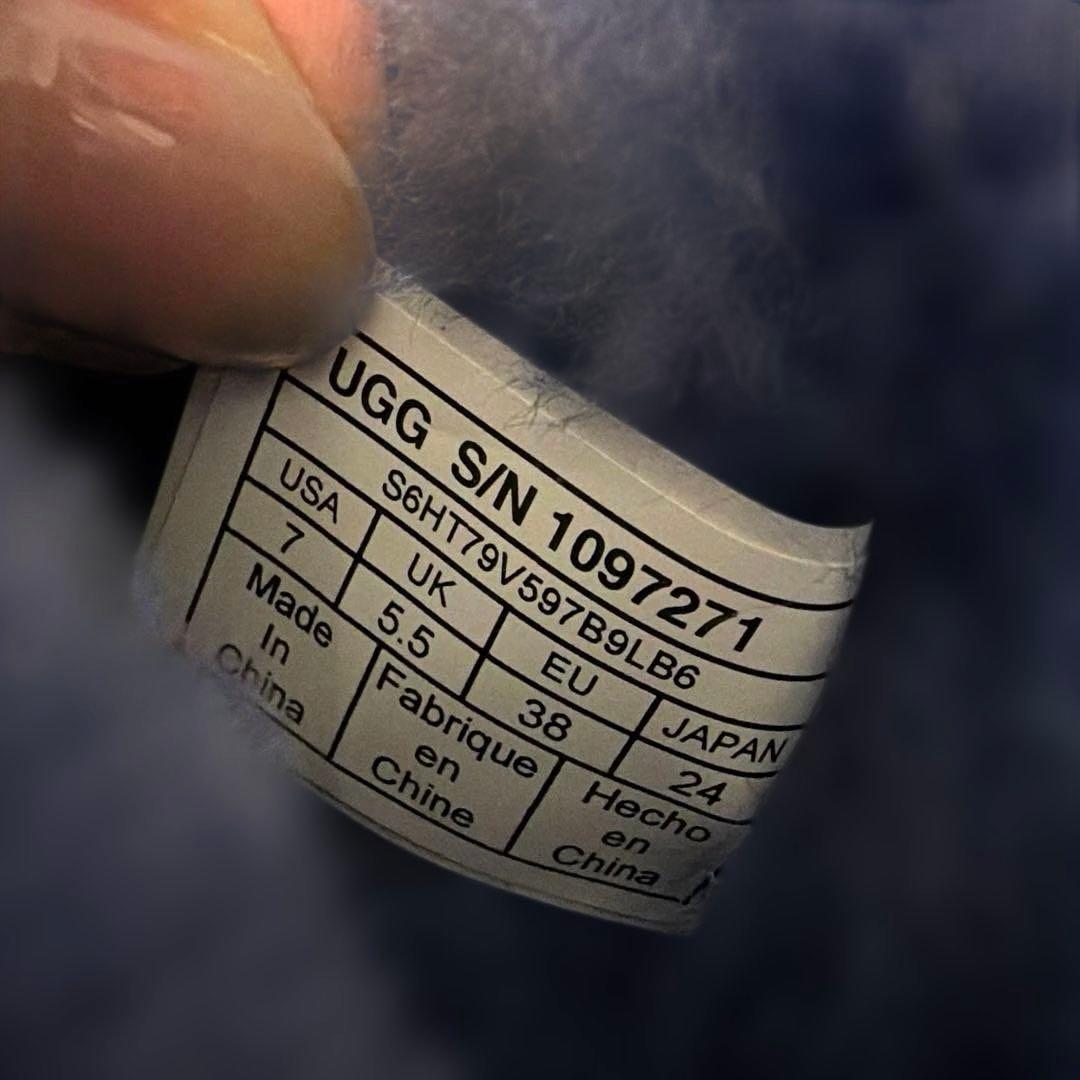 UGG S/N 1097271
S6HT79V597B9LB6
USA UK EU JAPAN
7 5.5 38 24
Made In China
Fabrique en Chine
Hecho en China